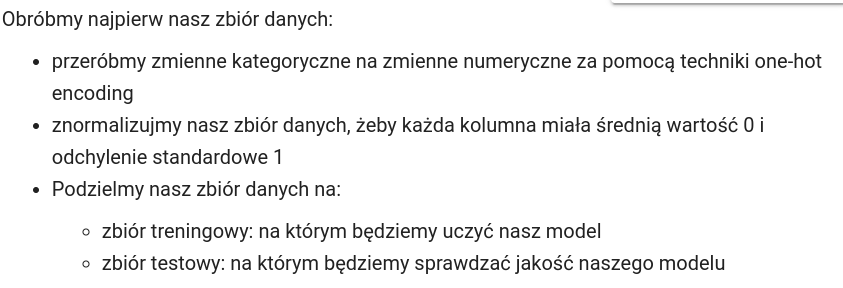 Obróbmy najpierw nasz zbiór danych:
• przeróbmy zmienne kategoryczne na zmienne numeryczne za pomocą techniki one-hot
encoding
• znormalizujmy nasz zbiór danych, żeby każda kolumna miała średnią wartość 0 i
odchylenie standardowe 1
• Podzielmy nasz zbiór danych na:
◦ zbiór treningowy: na którym będziemy uczyć nasz model
◦ zbiór testowy: na którym będziemy sprawdzać jakość naszego modelu